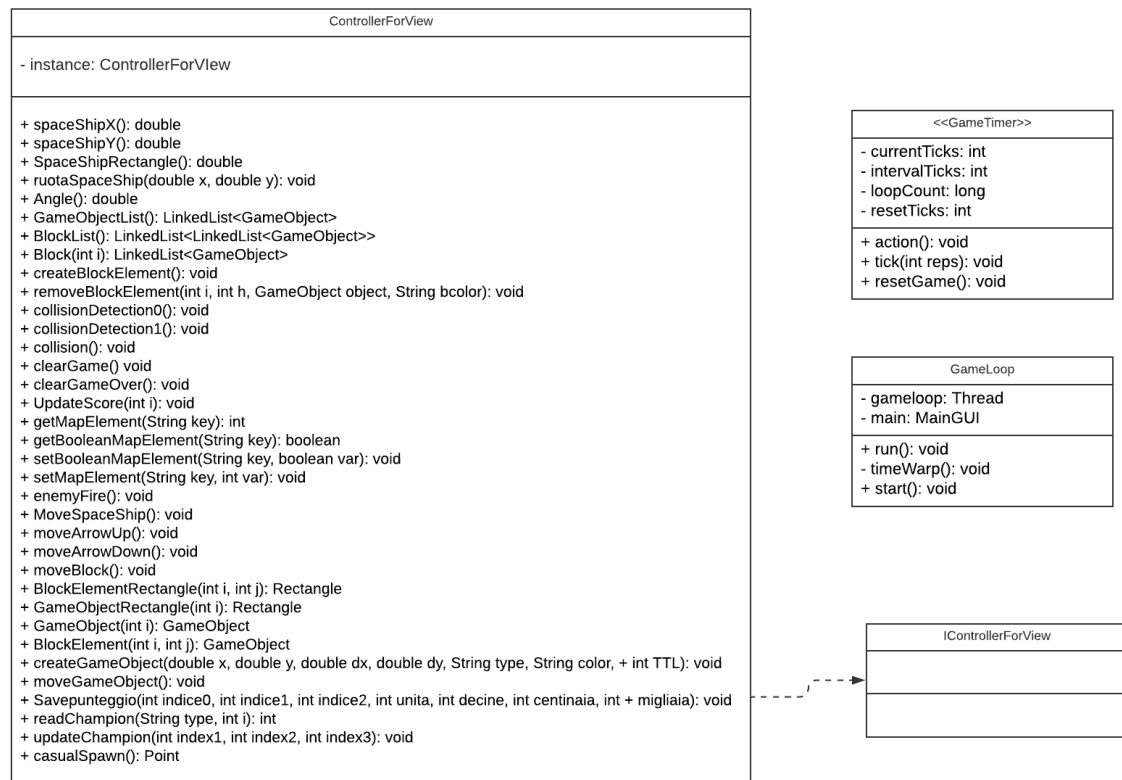 ControllerForView
- instance: ControllerForVIew
+ spaceShipX(): double
+ spaceShipY(): double
+ SpaceShipRectangle(): double
+ ruotaSpaceShip(double x, double y): void
+ Angle(): double
+ GameObjectList(): LinkedList<GameObject>
+ BlockList(): LinkedList<LinkedList<GameObject>>
+ Block(int i): LinkedList<GameObject>
+ createBlockElement(): void
+ removeBlockElement(int i, int h, GameObject object, String bcolor): void
+ collisionDetection0(): void
+ collisionDetection1(): void
+ collision(): void
+ clearGame() void
+ clearGameOver(): void
+ UpdateScore(int i): void
+ getMapElement(String key): int
+ getBooleanMapElement(String key): boolean
+ setBooleanMapElement(String key, boolean var): void
+ setMapElement(String key, int var): void
+ enemyFire(): void
+ MoveSpaceShip(): void
+ moveArrowUp(): void
+ moveArrowDown(): void
+ moveBlock(): void
+ BlockElementRectangle(int i, int j): Rectangle
+ GameObjectRectangle(int i): Rectangle
+ GameObject(int i): GameObject
+ BlockElement(int i, int j): GameObject
+ createGameObject(double x, double y, double dx, double dy, String type, String color, + int TTL): void
+ moveGameObject(): void
+ Savepunteggio(int indice0, int indice1, int indice2, int unita, int decine, int centinaia, int + migliaia): void
+ readChampion(String type, int i): int
+ updateChampion(int index1, int index2, int index3): void
+ casualSpawn(): Point
<<GameTimer>>
- currentTicks: int
- intervalTicks: int
- loopCount: long
- resetTicks: int
+ action(): void
+ tick(int reps): void
+ resetGame(): void
GameLoop
- gameloop: Thread
- main: MainGUI
+ run(): void
- timeWarp(): void
+ start(): void
IControllerForView